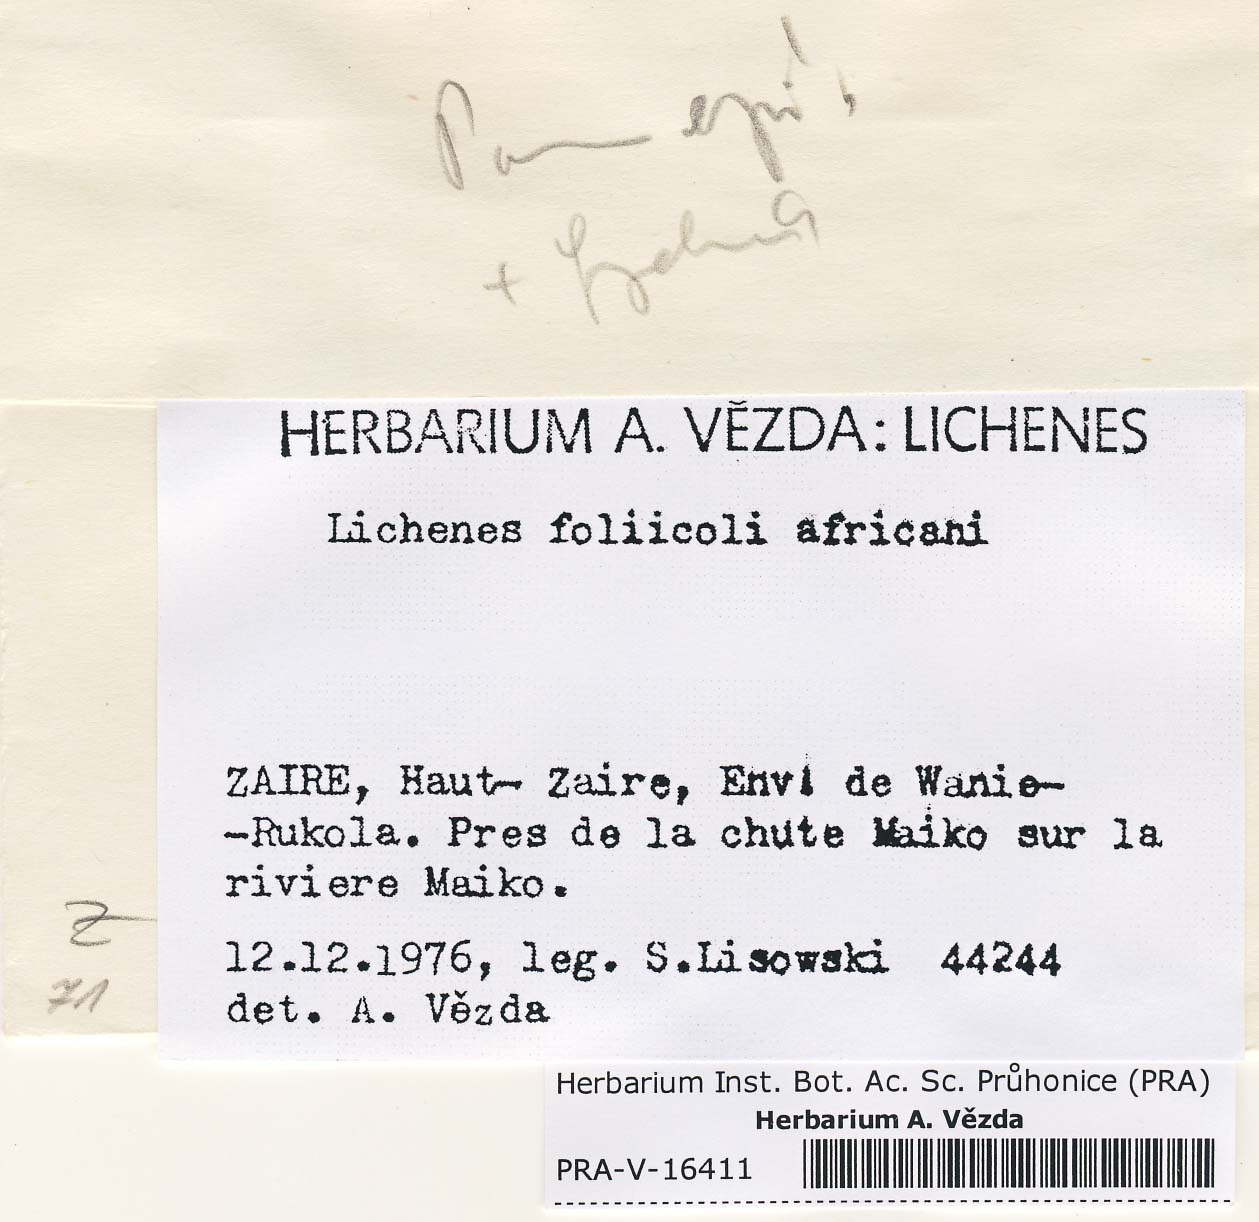 +
HERBARIUM A. VĚZDA: LICHENES
Lichenes foliicoli africani
ZAIRE, Haut- Zaire, Envi de Wanie-
-Rukola. Pres de la chute Maiko sur la
riviere Maiko.
Z
12.12.1976, leg. S.Lisowski 44244
71
det. A. Vězda
Herbarium Inst. Bot. Ac. Sc. Průhonice (PRA)
Herbarium A. Vězda
PRA-V-16411